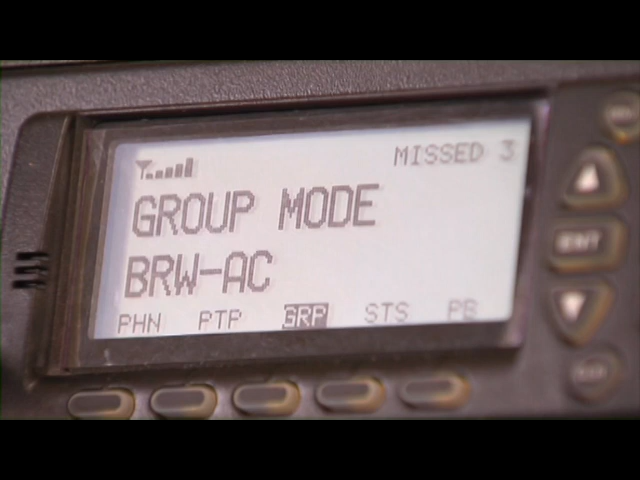 MISSED 3
GROUP MODE
BRW-AC
PHN PTP GRP STS PB
ENT